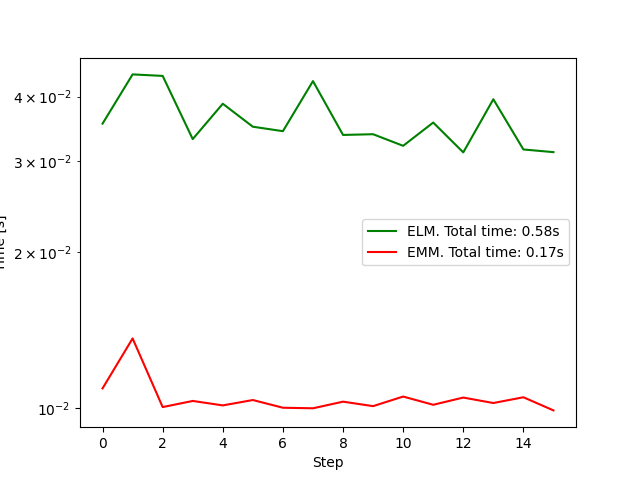 4 × 10⁻²
3 × 10⁻²
2 × 10⁻²
10⁻²
ELM. Total time: 0.58s
EMM. Total time: 0.17s
0 2 4 6 8 10 12 14
Step